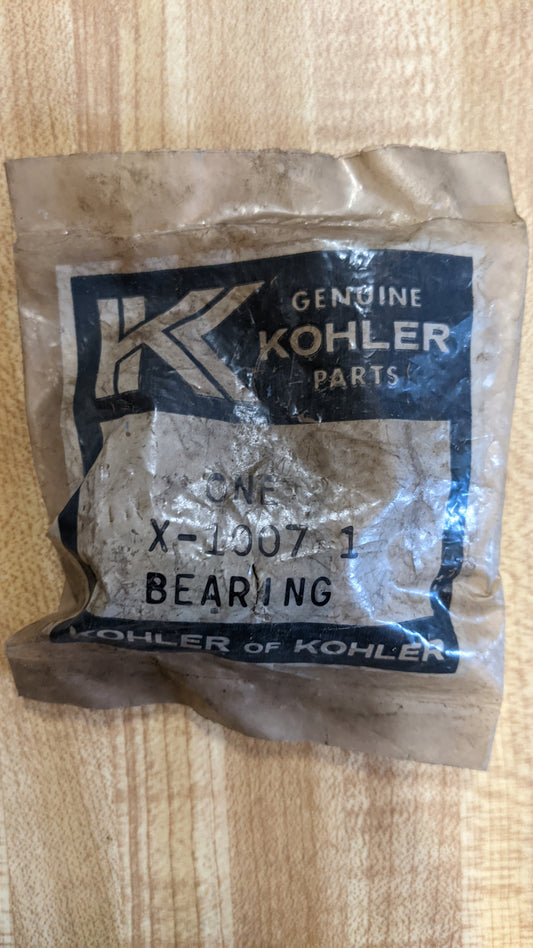 K
GENUINE
KOHLER
PARTS
ONE
X-1007 1
BEARING
KOHLER OF KOHLER